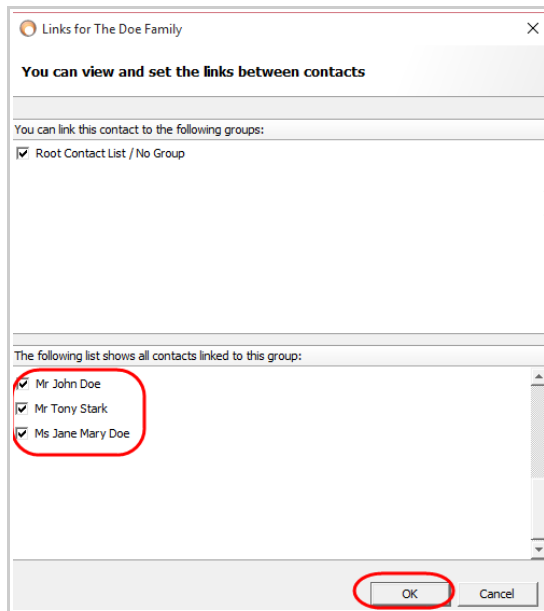 Links for The Doe Family
You can view and set the links between contacts
You can link this contact to the following groups:
Root Contact List / No Group
The following list shows all contacts linked to this group:
Mr John Doe
Mr Tony Stark
Ms Jane Mary Doe
OK
Cancel